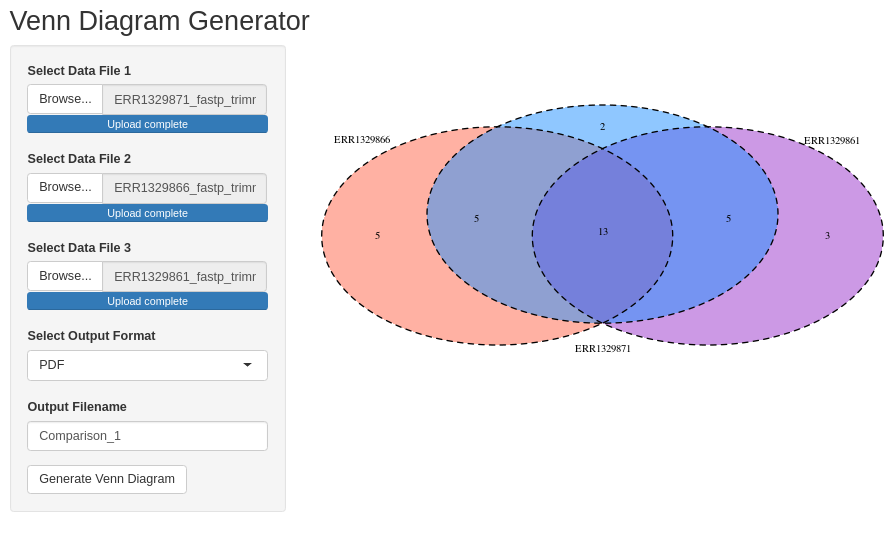 Venn Diagram Generator
Select Data File 1
Browse... ERR1329871_fastp_trimr
Upload complete
Select Data File 2
Browse... ERR1329866_fastp_trimr
Upload complete
Select Data File 3
Browse... ERR1329861_fastp_trimr
Upload complete
Select Output Format
PDF
Output Filename
Comparison_1
Generate Venn Diagram
2
ERR1329866
ERR1329861
5
5
13
5
3
ERR1329871